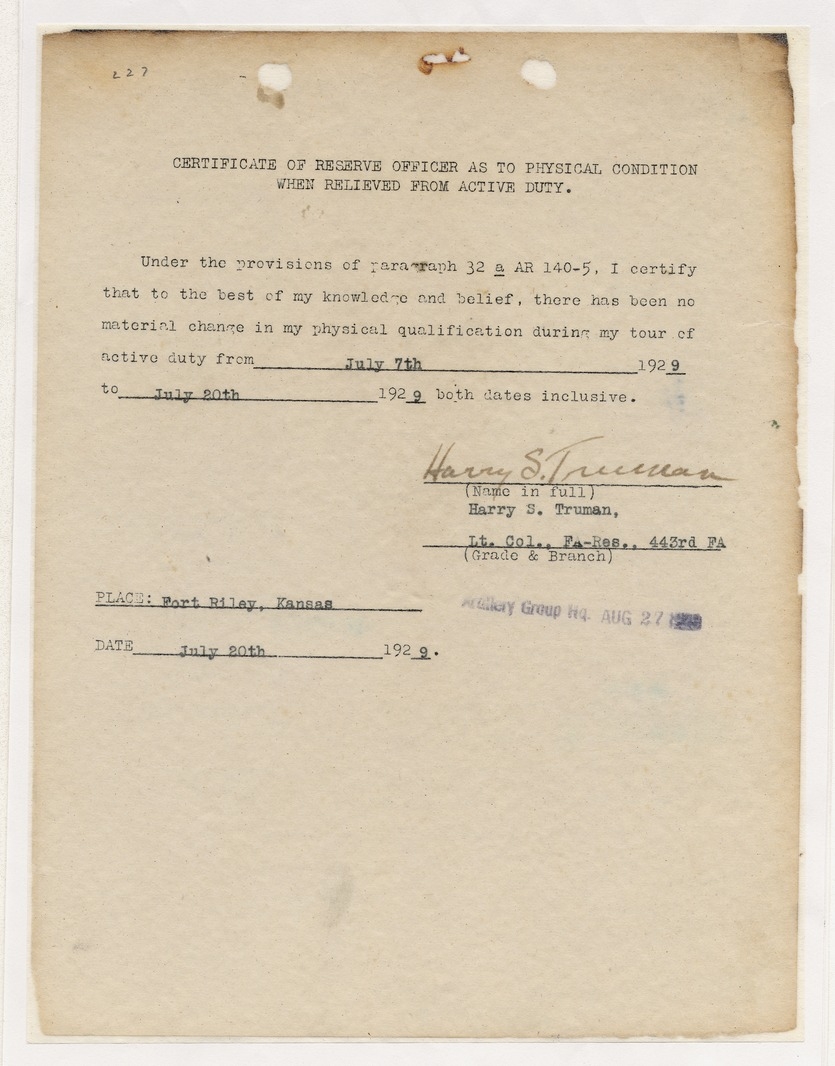 227
CERTIFICATE OF RESERVE OFFICER AS TO PHYSICAL CONDITION
WHEN RELIEVED FROM ACTIVE DUTY.
Under the provisions of paragraph 32 a AR 140-5, I certify
that to the best of my knowledge and belief, there has been no
material change in my physical qualification during my tour of
active duty from July 7th 1929
to July 20th 1929 both dates inclusive.
Harry S. Truman
(Name in full)
Harry S. Truman,
Lt. Col., FA-Res., 443rd FA
(Grade & Branch)
PLACE: Fort Riley, Kansas
Artillery Group Hq. AUG 27
DATE July 20th 1929.